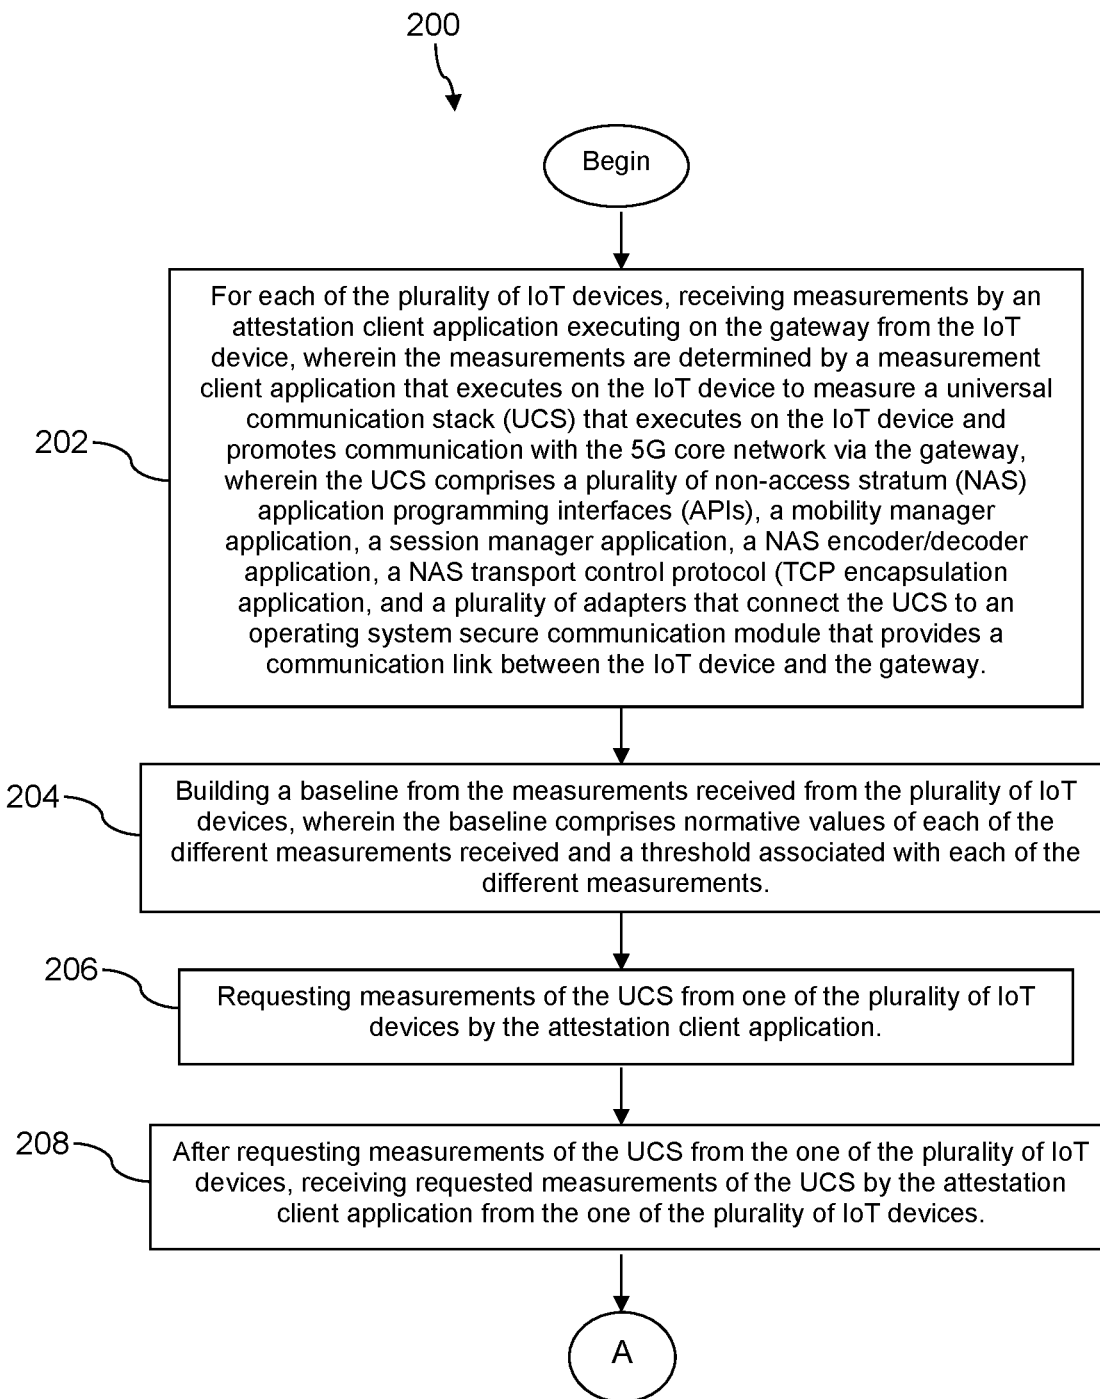 200
Begin
202
For each of the plurality of IoT devices, receiving measurements by an
attestation client application executing on the gateway from the IoT
device, wherein the measurements are determined by a measurement
client application that executes on the IoT device to measure a universal
communication stack (UCS) that executes on the IoT device and
promotes communication with the 5G core network via the gateway,
wherein the UCS comprises a plurality of non-access stratum (NAS)
application programming interfaces (APIs), a mobility manager
application, a session manager application, a NAS encoder/decoder
application, a NAS transport control protocol (TCP encapsulation
application, and a plurality of adapters that connect the UCS to an
operating system secure communication module that provides a
communication link between the IoT device and the gateway.
204
Building a baseline from the measurements received from the plurality of IoT
devices, wherein the baseline comprises normative values of each of the
different measurements received and a threshold associated with each of the
different measurements.
206
Requesting measurements of the UCS from one of the plurality of IoT
devices by the attestation client application.
208
After requesting measurements of the UCS from the one of the plurality of IoT
devices, receiving requested measurements of the UCS by the attestation
client application from the one of the plurality of IoT devices.
A